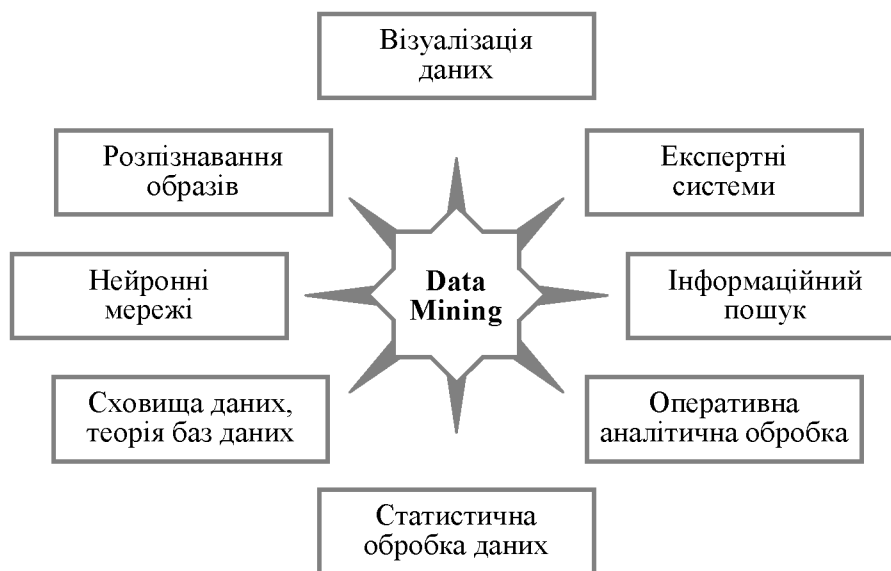 Візуалізація
даних
Розпізнавання
образів
Експертні
системи
Нейронні
мережі
Data
Mining
Інформаційний
пошук
Сховища даних,
теорія баз даних
Оперативна
аналітична обробка
Статистична
обробка даних